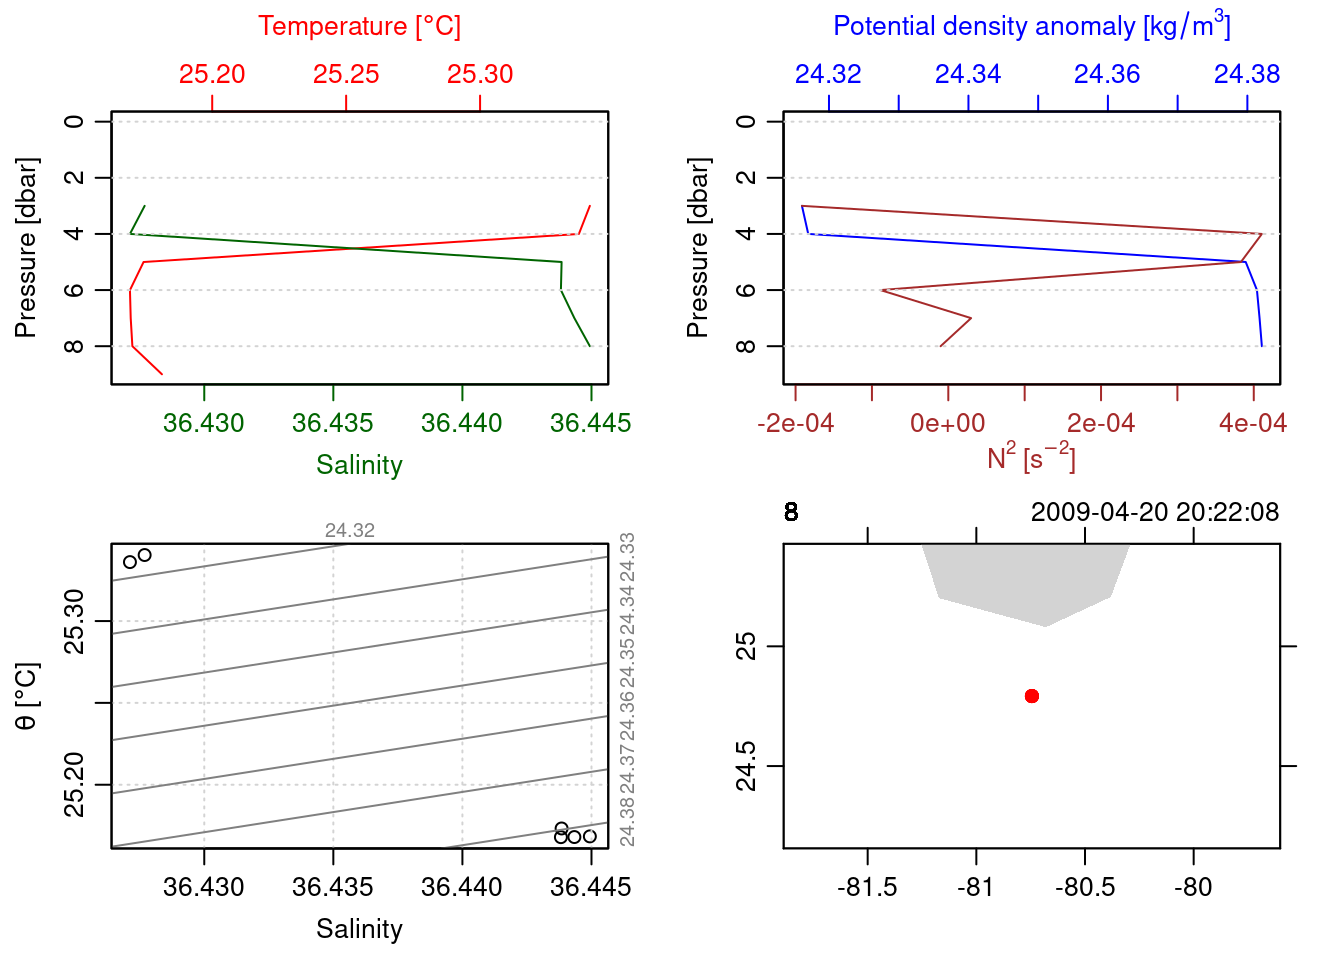 Temperature [°C]
25.20 25.25 25.30
Pressure [dbar]
0
2
4
6
8
36.430 36.435 36.440 36.445
Salinity
Potential density anomaly [kg/m³]
24.32 24.34 24.36 24.38
Pressure [dbar]
0
2
4
6
8
-2e-04 0e+00 2e-04 4e-04
N² [s⁻²]
24.32
24.33
24.34
24.35
24.36
24.37
24.38
θ [°C]
25.30
25.20
36.430 36.435 36.440 36.445
Salinity
8 2009-04-20 20:22:08
25
24.5
-81.5 -81 -80.5 -80